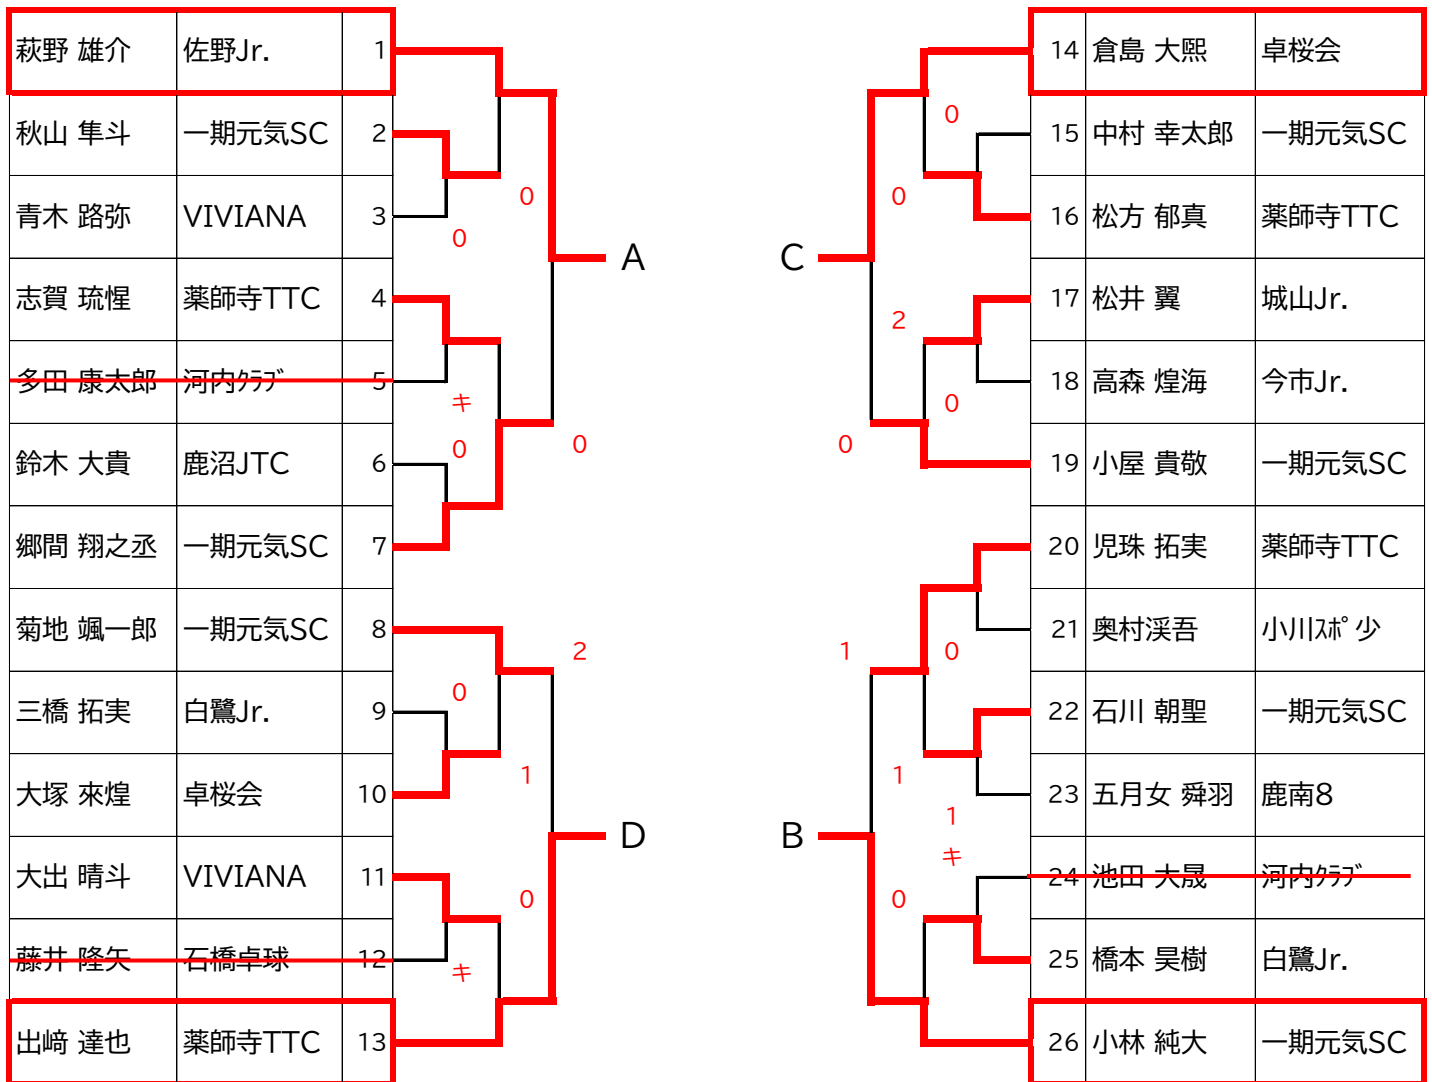 萩野 雄介 佐野Jr. 1
秋山 隼斗 一期元気SC 2
青木 路弥 VIVIANA 3
志賀 琉惺 薬師寺TTC 4
多田 康太郎 河内ｸﾗﾌﾞ 5
鈴木 大貴 鹿沼JTC 6
郷間 翔之丞 一期元気SC 7
菊地 颯一郎 一期元気SC 8
三橋 拓実 白鷺Jr. 9
大塚 來煌 卓桜会 10
大出 晴斗 VIVIANA 11
藤井 隆矢 石橋卓球 12
出﨑 達也 薬師寺TTC 13
0
0
キ
0
0
A
2
0
1
0
キ
D
14 倉島 大煕 卓桜会
15 中村 幸太郎 一期元気SC
16 松方 郁真 薬師寺TTC
17 松井 翼 城山Jr.
18 高森 煌海 今市Jr.
19 小屋 貴敬 一期元気SC
20 児珠 拓実 薬師寺TTC
21 奥村渓吾 小川ｽﾎﾟ少
22 石川 朝聖 一期元気SC
23 五月女 舜羽 鹿南8
24 池田 大晟 河内ｸﾗﾌﾞ
25 橋本 昊樹 白鷺Jr.
26 小林 純大 一期元気SC
0
0
C
2
0
0
1
0
1
1
キ
B
0